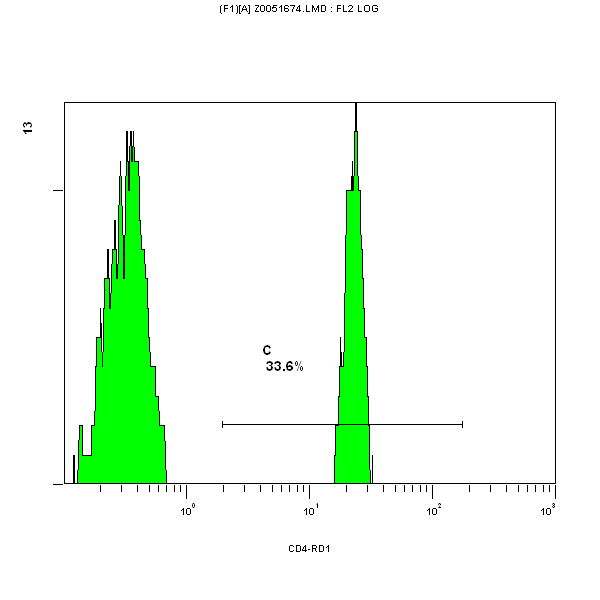 (F1)[A] Z0051674.LMD : FL2 LOG
13
C
33.6%
10⁰ 10¹ 10² 10³
CD4-RD1